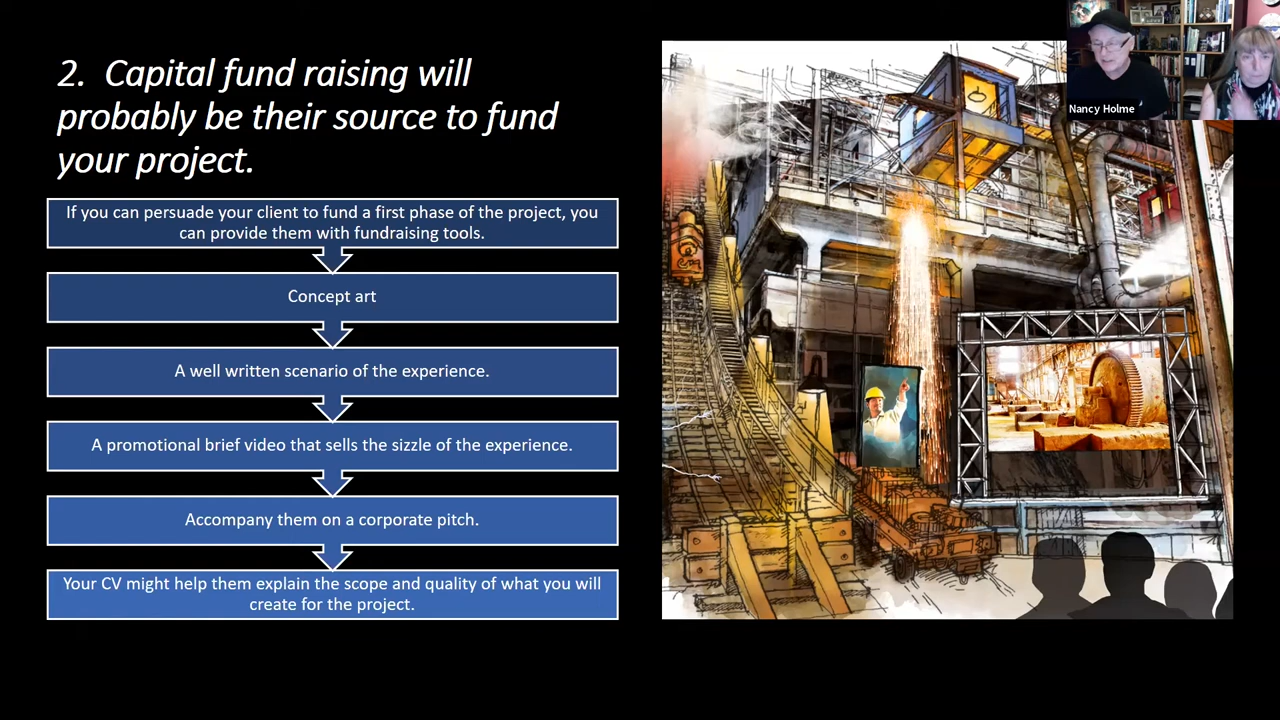 2. Capital fund raising will
probably be their source to fund
your project.
If you can persuade your client to fund a first phase of the project, you
can provide them with fundraising tools.
Concept art
A well written scenario of the experience.
A promotional brief video that sells the sizzle of the experience.
Accompany them on a corporate pitch.
Your CV might help them explain the scope and quality of what you will
create for the project.
Nancy Holme